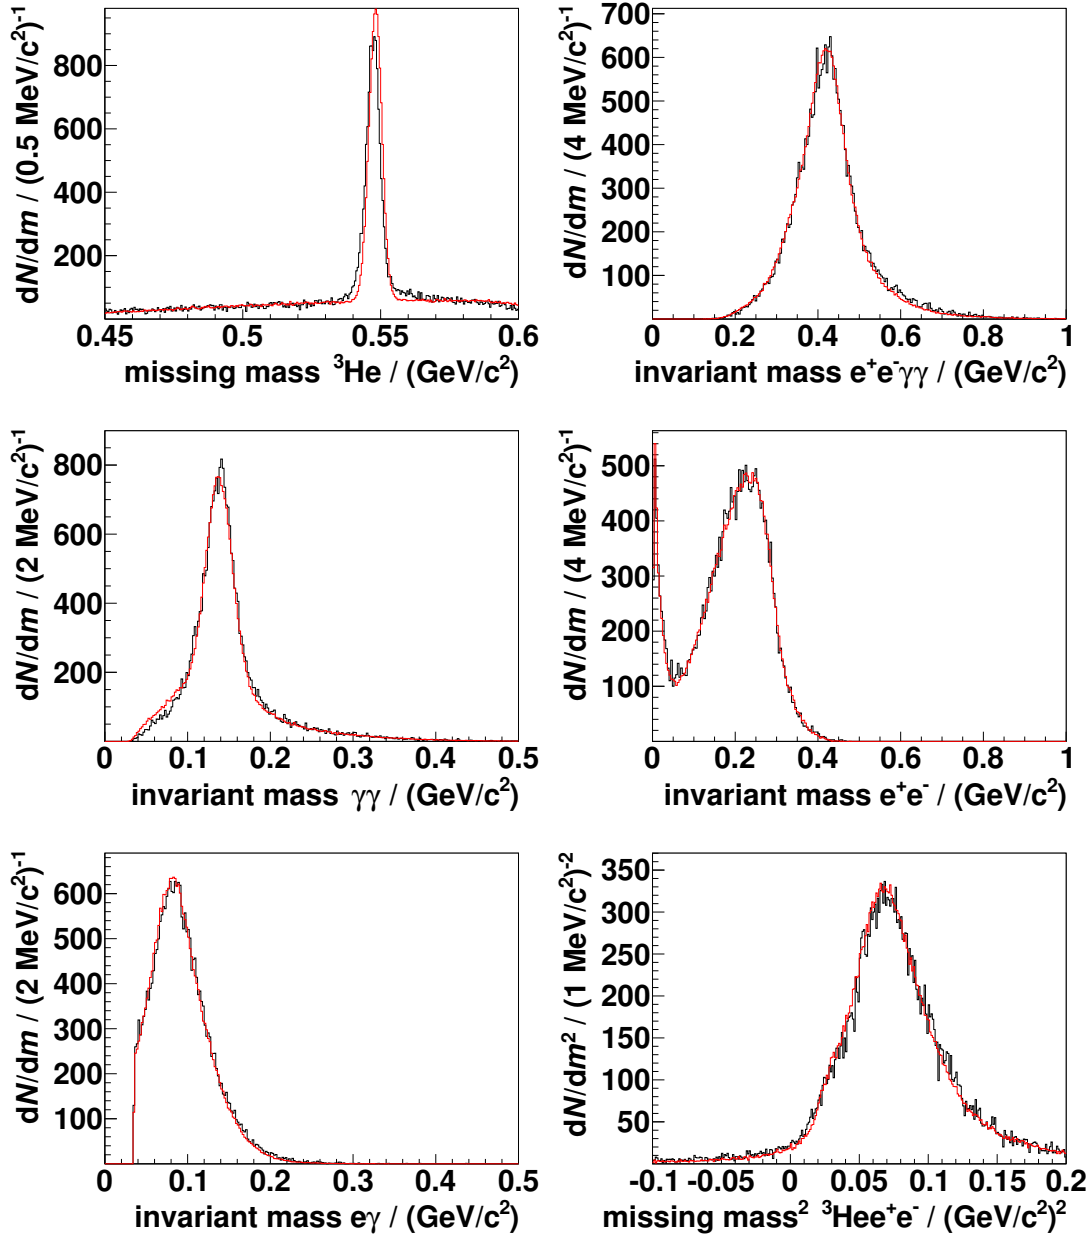 dN/dm / (0.5 MeV/c²)⁻¹
800
600
400
200
0.45 0.5 0.55 0.6
missing mass ³He / (GeV/c²)
dN/dm / (4 MeV/c²)⁻¹
700
600
500
400
300
200
100
0 0.2 0.4 0.6 0.8 1
invariant mass e⁺e⁻γγ / (GeV/c²)
dN/dm / (2 MeV/c²)⁻¹
800
600
400
200
0 0.1 0.2 0.3 0.4 0.5
invariant mass γγ / (GeV/c²)
dN/dm / (4 MeV/c²)⁻¹
500
400
300
200
100
0 0.2 0.4 0.6 0.8 1
invariant mass e⁺e⁻ / (GeV/c²)
dN/dm / (2 MeV/c²)⁻¹
600
500
400
300
200
100
0 0.1 0.2 0.3 0.4 0.5
invariant mass eγ / (GeV/c²)
dN/dm² / (1 MeV/c²)⁻²
350
300
250
200
150
100
50
-0.1 -0.05 0 0.05 0.1 0.15 0.2
missing mass² ³Hee⁺e⁻ / (GeV/c²)²